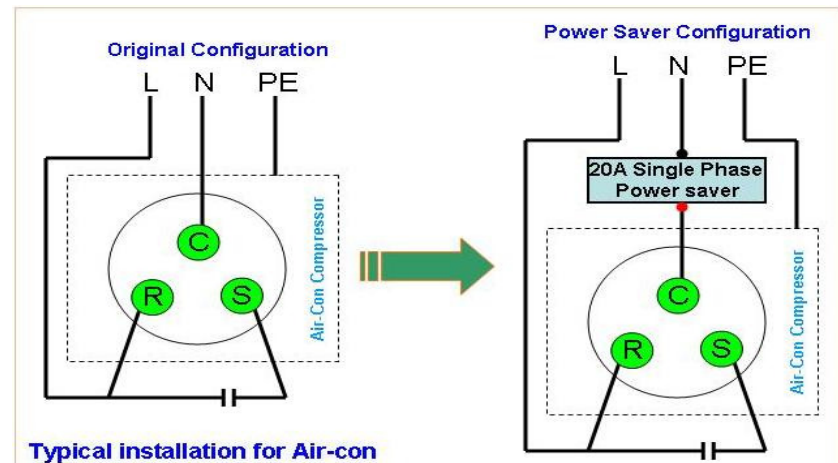 Original Configuration
L N PE
C
R S
Air-Con Compressor
Typical installation for Air-con
Power Saver Configuration
L N PE
20A Single Phase
Power saver
C
R S
Air-Con Compressor